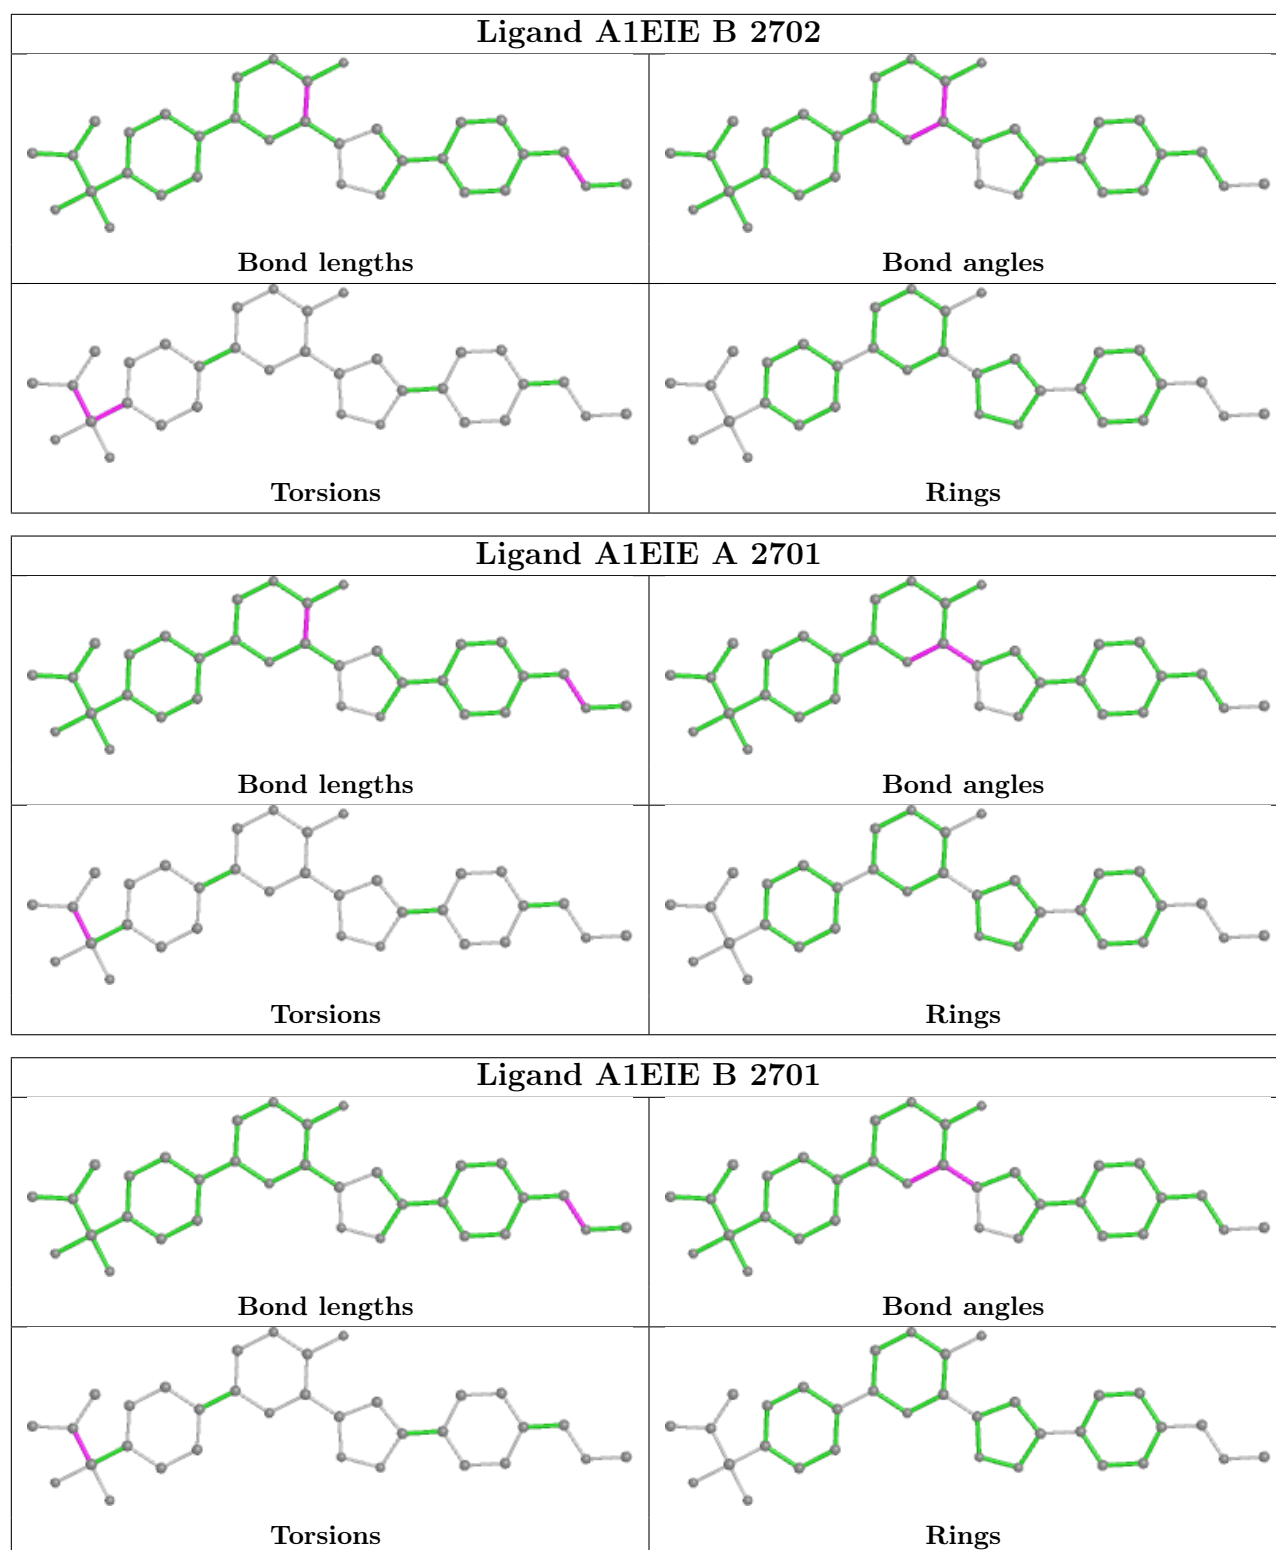 Ligand A1EIE B 2702
Bond lengths
Bond angles
Torsions
Rings
Ligand A1EIE A 2701
Bond lengths
Bond angles
Torsions
Rings
Ligand A1EIE B 2701
Bond lengths
Bond angles
Torsions
Rings